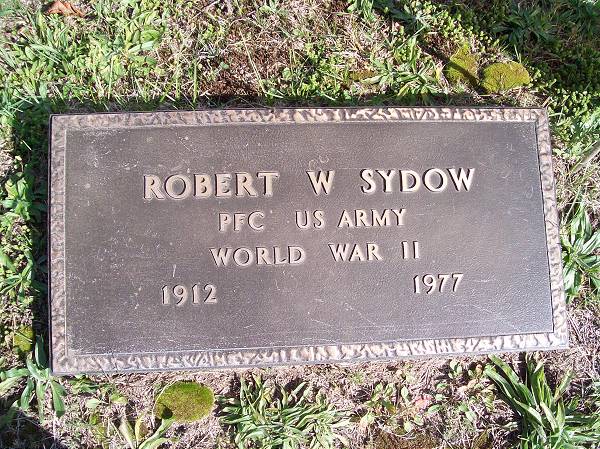 ROBERT W SYDOW
PFC US ARMY
WORLD WAR II
1912 1977